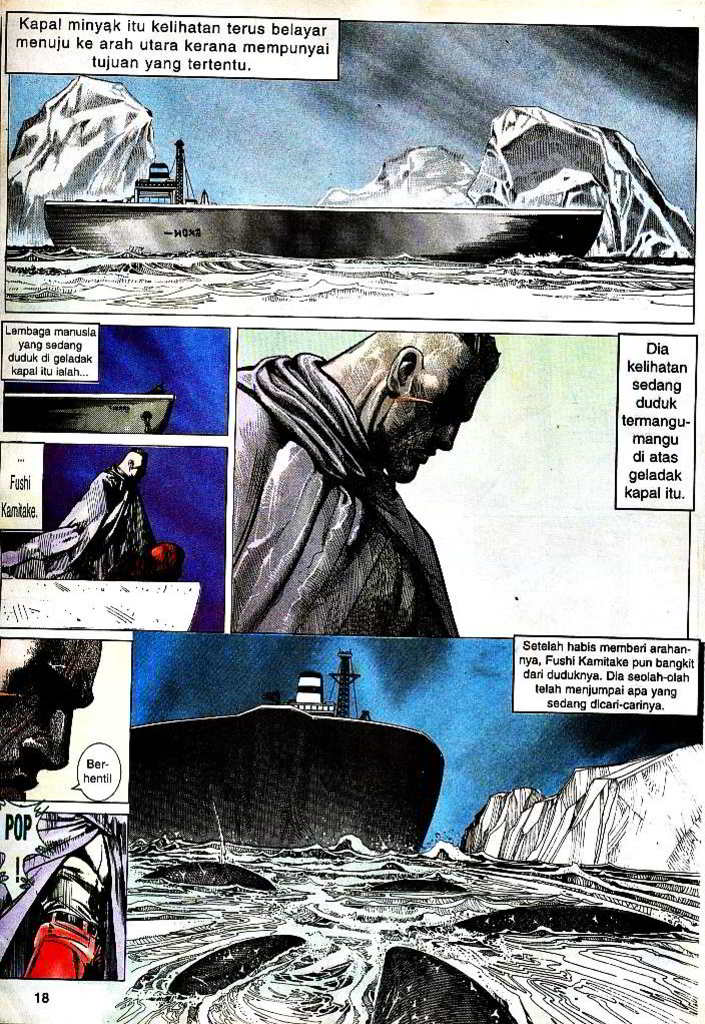 Kapal minyak itu kelihatan terus belayar
menuju ke arah utara kerana mempunyai
tujuan yang tertentu.
Lembaga manusia
yang sedang
duduk di geladak
kapal itu ialah...
Dia
kelihatan
sedang
duduk
termangu-
mangu
di atas
geladak
kapal itu.
...
Fushi
Kamitake.
Setelah habis memberi arahan-
nya, Fushi Kamitake pun bangkit
dari duduknya. Dia seolah-olah
telah menjumpai apa yang
sedang dicari-carinya.
Ber-
henti!
POP
!
18